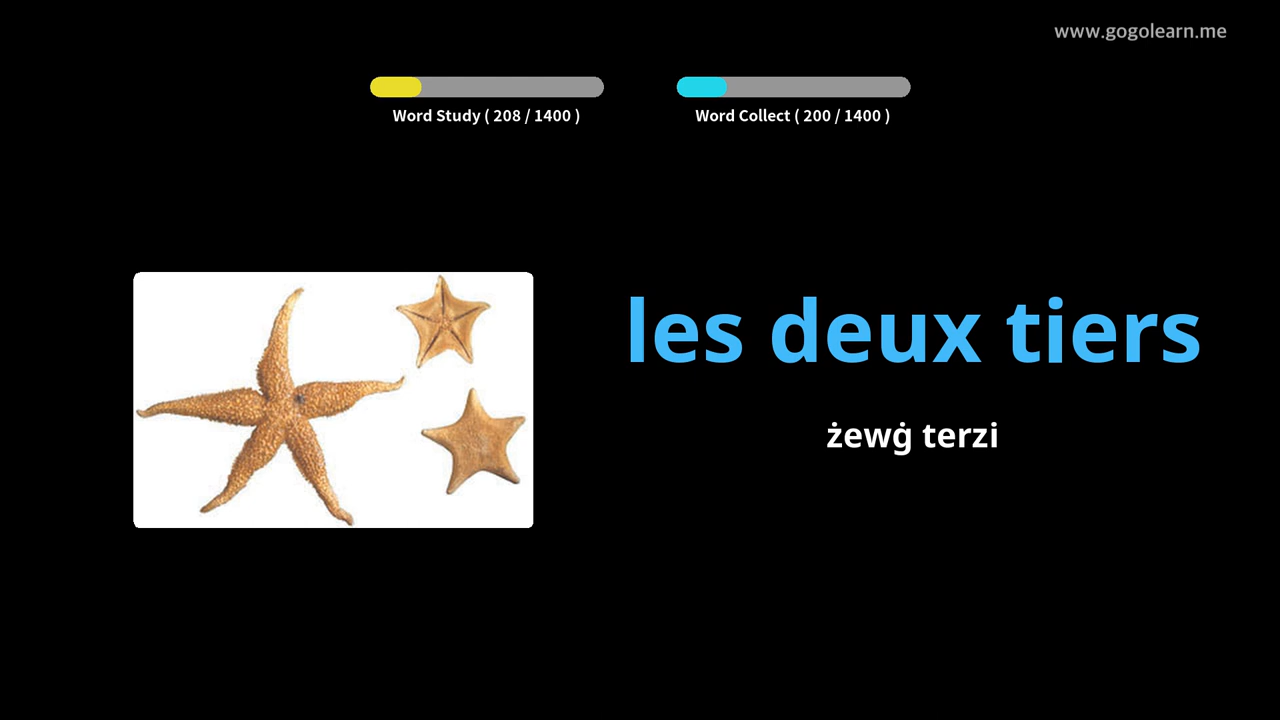 www.gogolearn.me
Word Study ( 208 / 1400 )
Word Collect ( 200 / 1400 )
les deux tiers
żewġ terzi